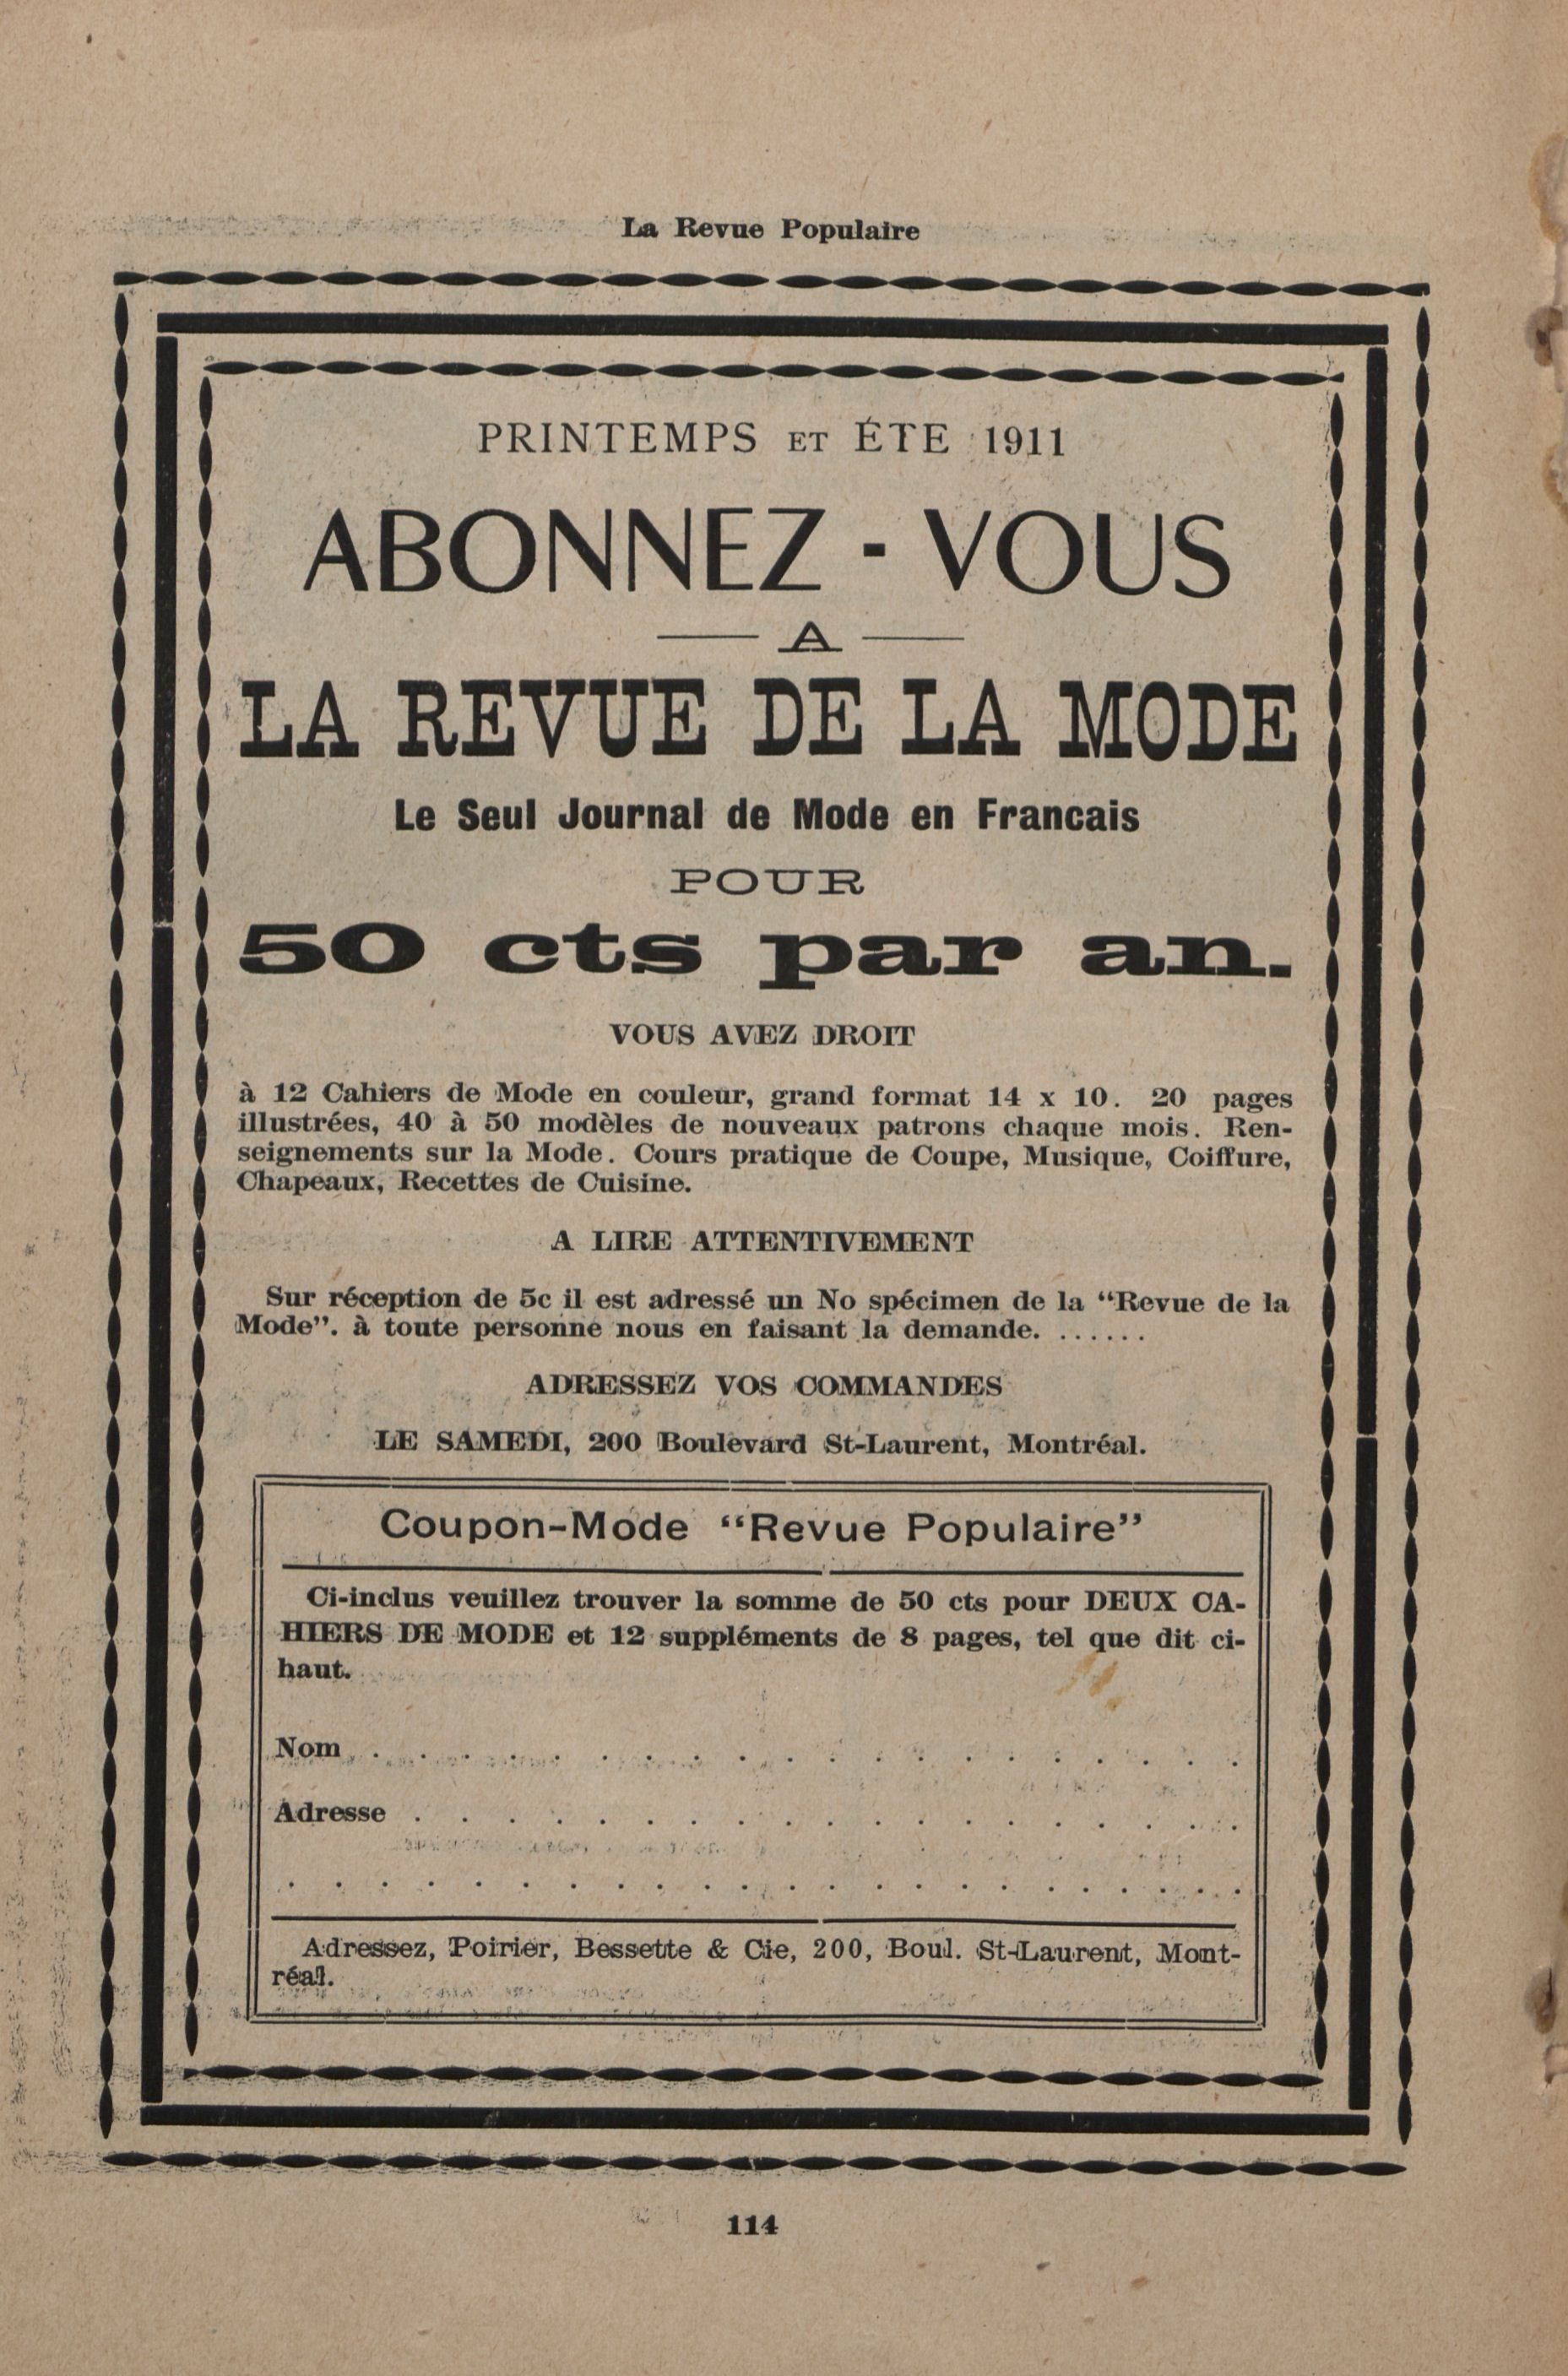 La Revue Populaire
PRINTEMPS ET ÉTE 1911
ABONNEZ - VOUS
A
LA REVUE DE LA MODE
Le Seul Journal de Mode en Francais
POUR
50 cts par an.
VOUS AVEZ DROIT
à 12 Cahiers de Mode en couleur, grand format 14 x 10. 20 pages
illustrées, 40 à 50 modèles de nouveaux patrons chaque mois. Ren-
seignements sur la Mode. Cours pratique de Coupe, Musique, Coiffure,
Chapeaux, Recettes de Cuisine.
A LIRE ATTENTIVEMENT
Sur réception de 5c il est adressé un No spécimen de la “Revue de la
Mode”. à toute personne nous en faisant la demande. ......
ADRESSEZ VOS COMMANDES
LE SAMEDI, 200 Boulevard St-Laurent, Montréal.
Coupon-Mode “Revue Populaire”
Ci-inclus veuillez trouver la somme de 50 cts pour DEUX CA-
HIERS DE MODE et 12 suppléments de 8 pages, tel que dit ci-
haut.
Nom . . . . . . . . . . . . . . . . . . . .
Adresse . . . . . . . . . . . . . . . . . . .
. . . . . . . . . . . . . . . . . . . . . .
Adressez, Poirier, Bessette & Cie, 200, Boul. St-Laurent, Mont-
réal.
114